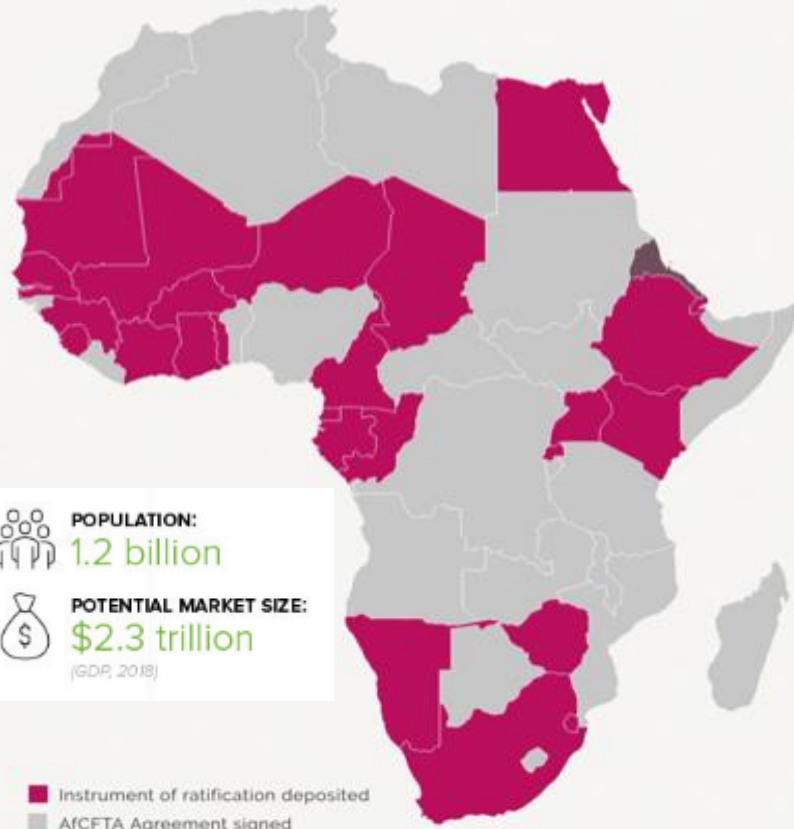 POPULATION:
1.2 billion
POTENTIAL MARKET SIZE:
$2.3 trillion
(GDP, 2018)
Instrument of ratification deposited
AfCFTA Agreement signed